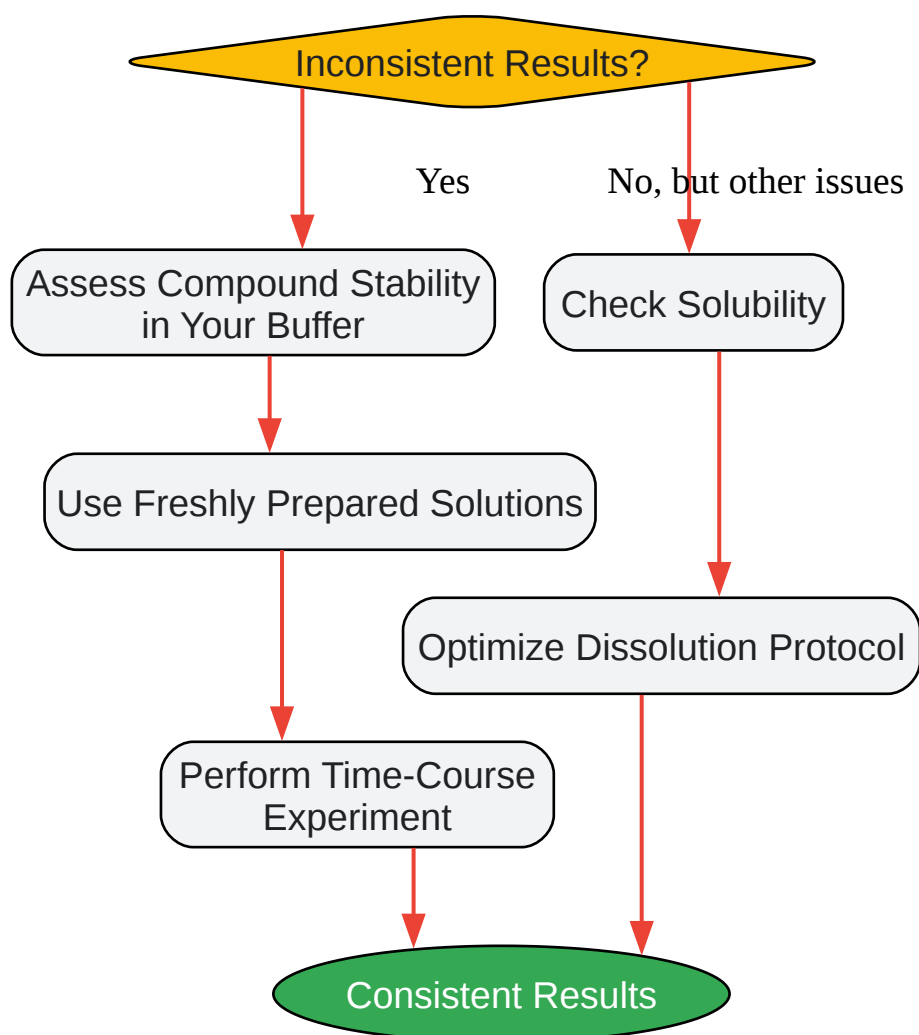 Inconsistent Results?
Yes
No, but other issues
Assess Compound Stability
in Your Buffer
Check Solubility
Use Freshly Prepared Solutions
Optimize Dissolution Protocol
Perform Time-Course
Experiment
Consistent Results